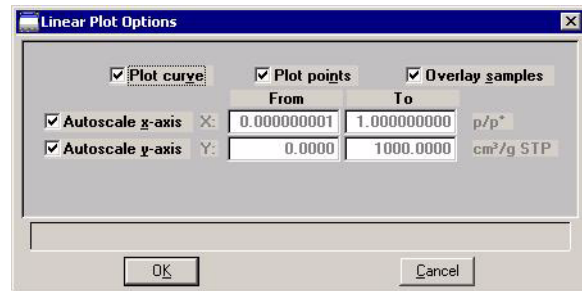 Linear Plot Options
Plot curve Plot points Overlay samples
From To
Autoscale x-axis X: 0.000000001 1.000000000 p/p°
Autoscale y-axis Y: 0.0000 1000.0000 cm³/g STP
OK Cancel